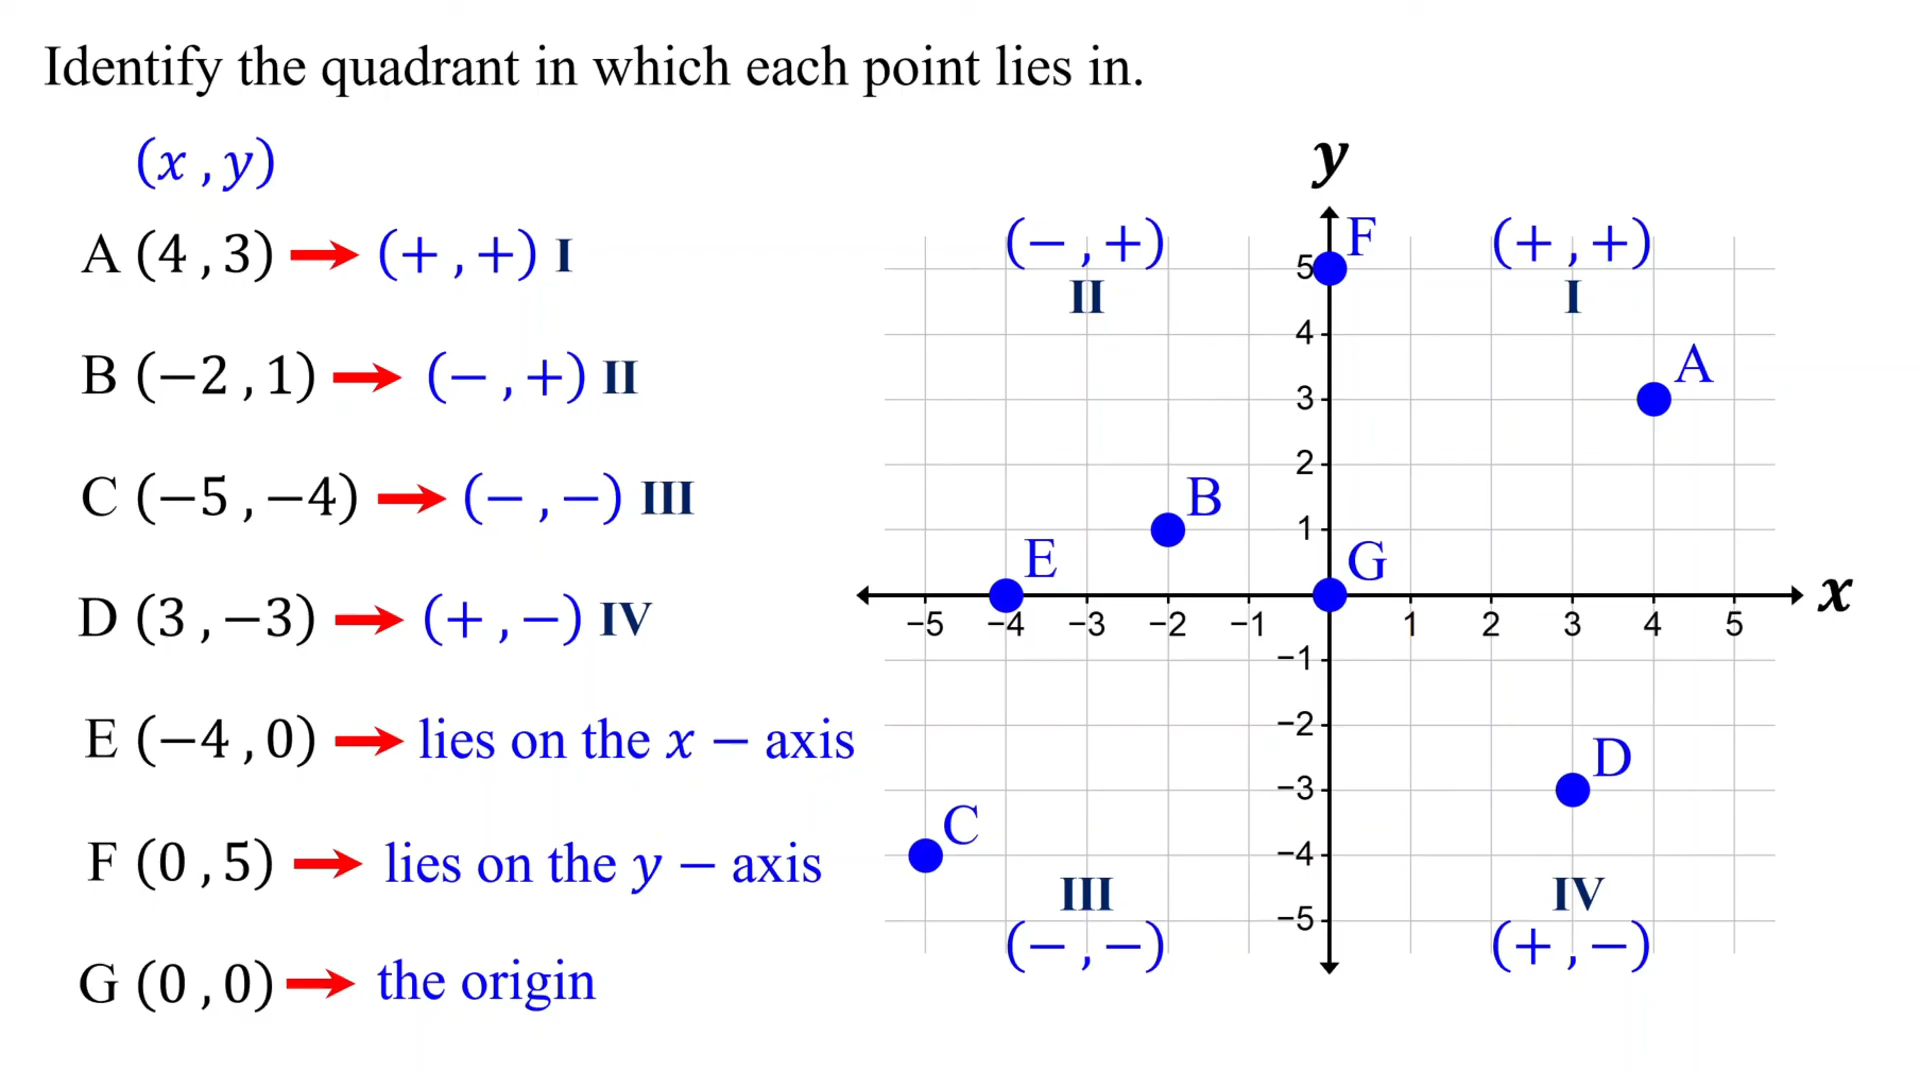 Identify the quadrant in which each point lies in.
(x , y)
A (4 , 3) → (+ , +) I
B (−2 , 1) → (− , +) II
C (−5 , −4) → (− , −) III
D (3 , −3) → (+ , −) IV
E (−4 , 0) → lies on the x − axis
F (0 , 5) → lies on the y − axis
G (0 , 0) → the origin
y
(− , +) F (+ , +)
5
II I
4
A
3
2
B
1
E G
x
−5 −4 −3 −2 −1 1 2 3 4 5
−1
−2
D
−3
C
−4
III IV
−5
(− , −) (+ , −)